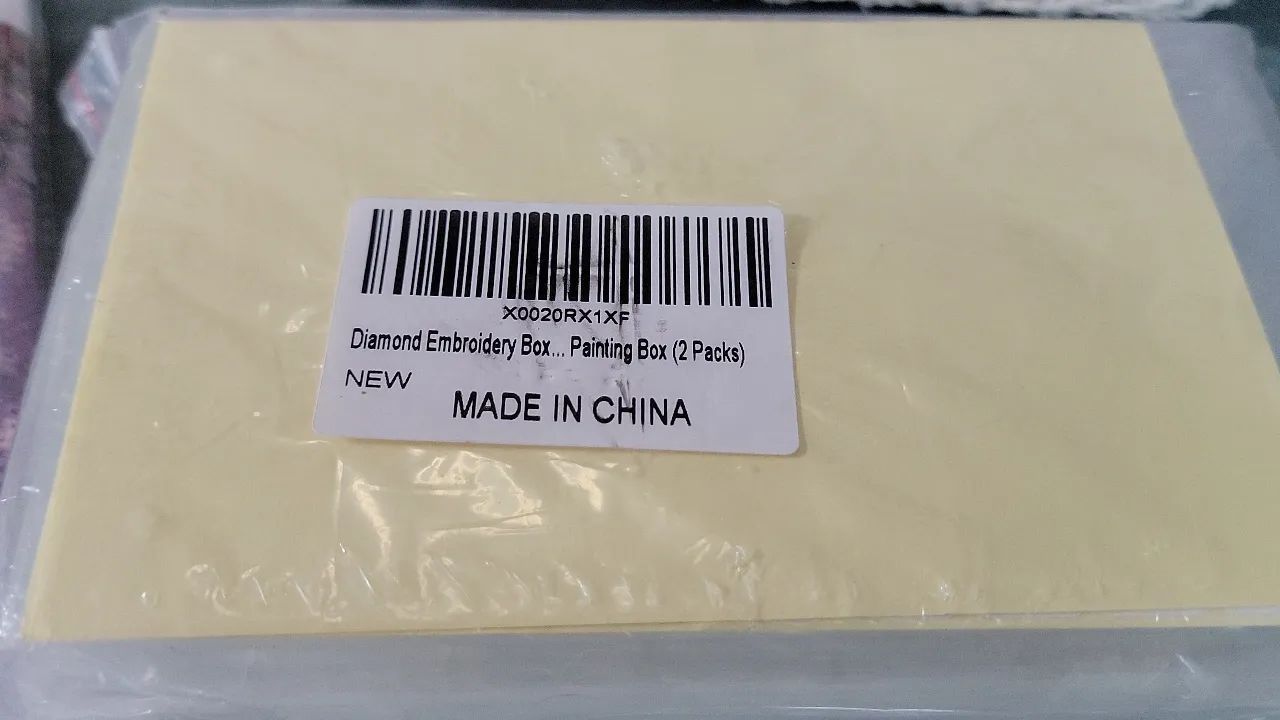 X0020RX1XF
Diamond Embroidery Box... Painting Box (2 Packs)
NEW
MADE IN CHINA